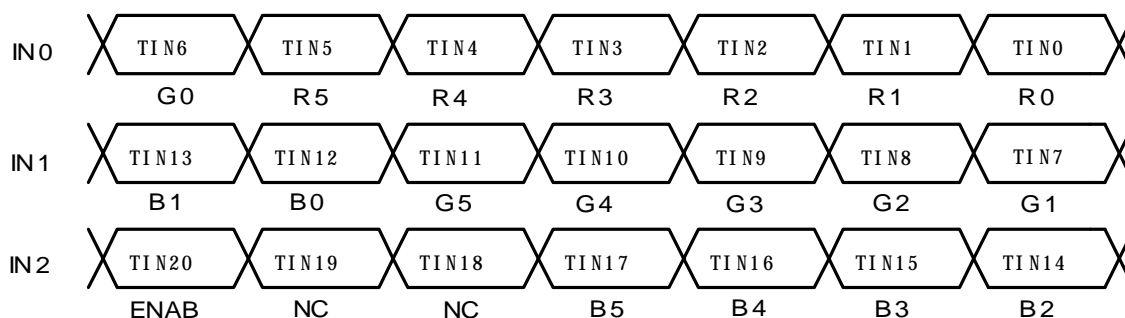 IN0 TIN6 TIN5 TIN4 TIN3 TIN2 TIN1 TIN0
G0 R5 R4 R3 R2 R1 R0
IN1 TIN13 TIN12 TIN11 TIN10 TIN9 TIN8 TIN7
B1 B0 G5 G4 G3 G2 G1
IN2 TIN20 TIN19 TIN18 TIN17 TIN16 TIN15 TIN14
ENAB NC NC B5 B4 B3 B2